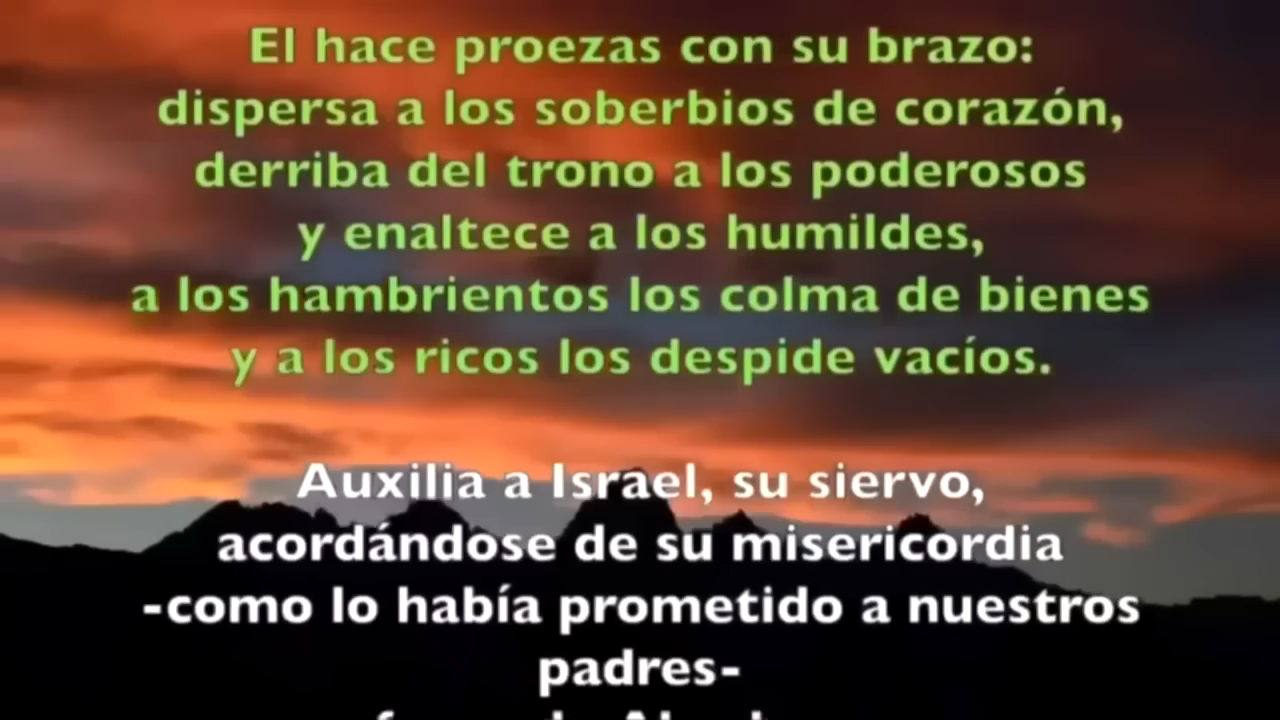 El hace proezas con su brazo:
dispersa a los soberbios de corazón,
derriba del trono a los poderosos
y enaltece a los humildes,
a los hambrientos los colma de bienes
y a los ricos los despide vacíos.
Auxilia a Israel, su siervo,
acordándose de su misericordia
-como lo había prometido a nuestros
padres-